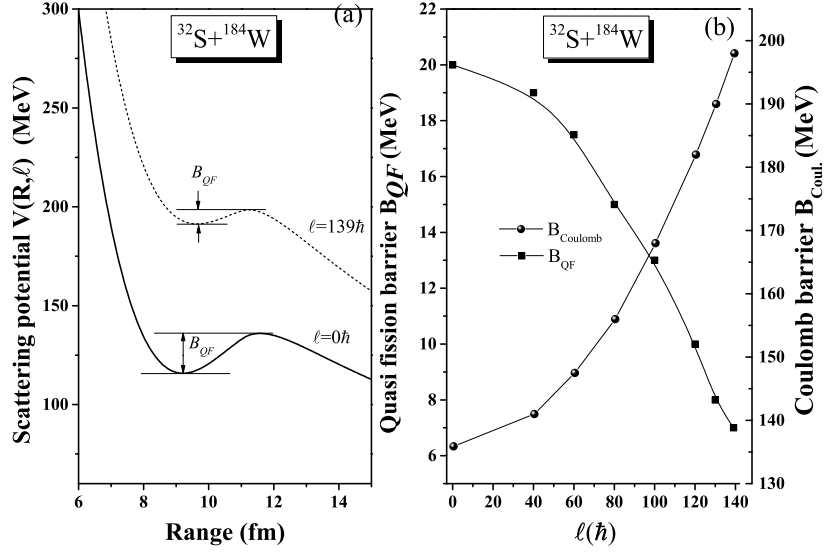 (a)
³²S+¹⁸⁴W
Scattering potential V(R,ℓ) (MeV)
300
250
200
150
100
B_QF
ℓ=139ħ
B_QF
ℓ=0ħ
6 8 10 12 14
Range (fm)
(b)
³²S+¹⁸⁴W
Quasi fission barrier B_QF (MeV)
22
20
18
16
14
12
10
8
6
B_Coulomb
B_QF
200
190
180
170
160
150
140
130
Coulomb barrier B_Coul. (MeV)
0 20 40 60 80 100 120 140
ℓ(ħ)